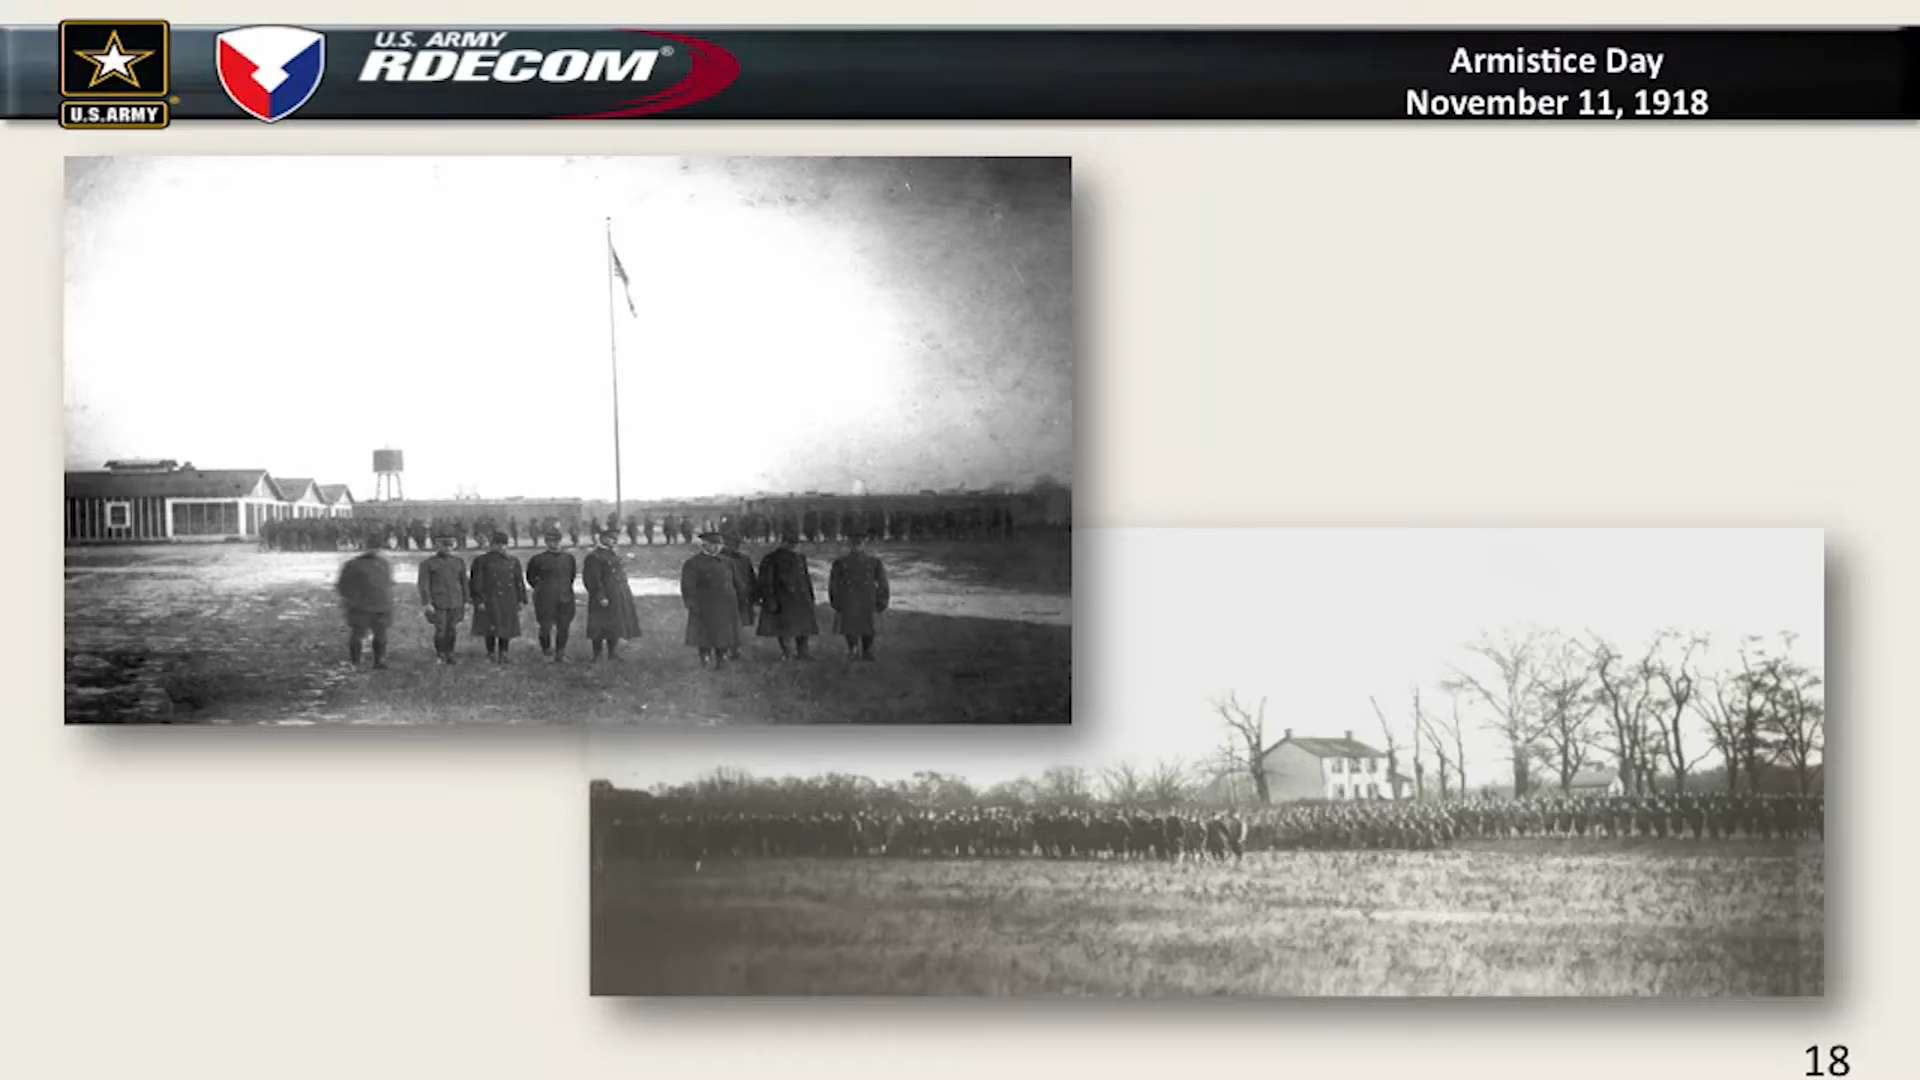 U.S.ARMY
U.S. ARMY
RDECOM®
Armistice Day
November 11, 1918
18